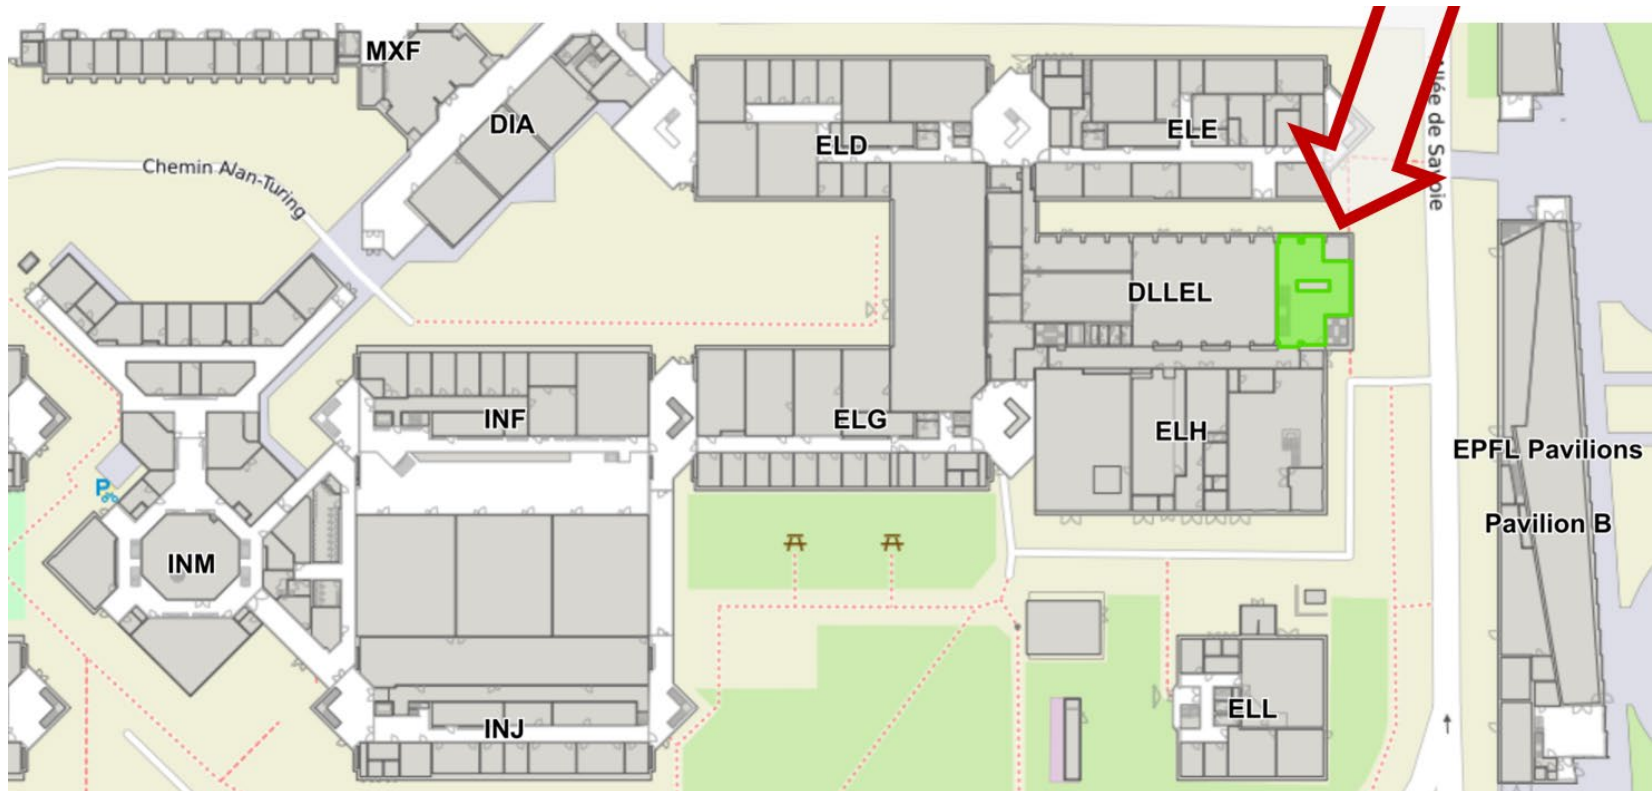 MXF
DIA
ELD
ELE
Chemin Alan-Turing
lée de Savoie
DLLEL
INF
ELG
ELH
EPFL Pavilions
P
Pavilion B
INM
ELL
INJ